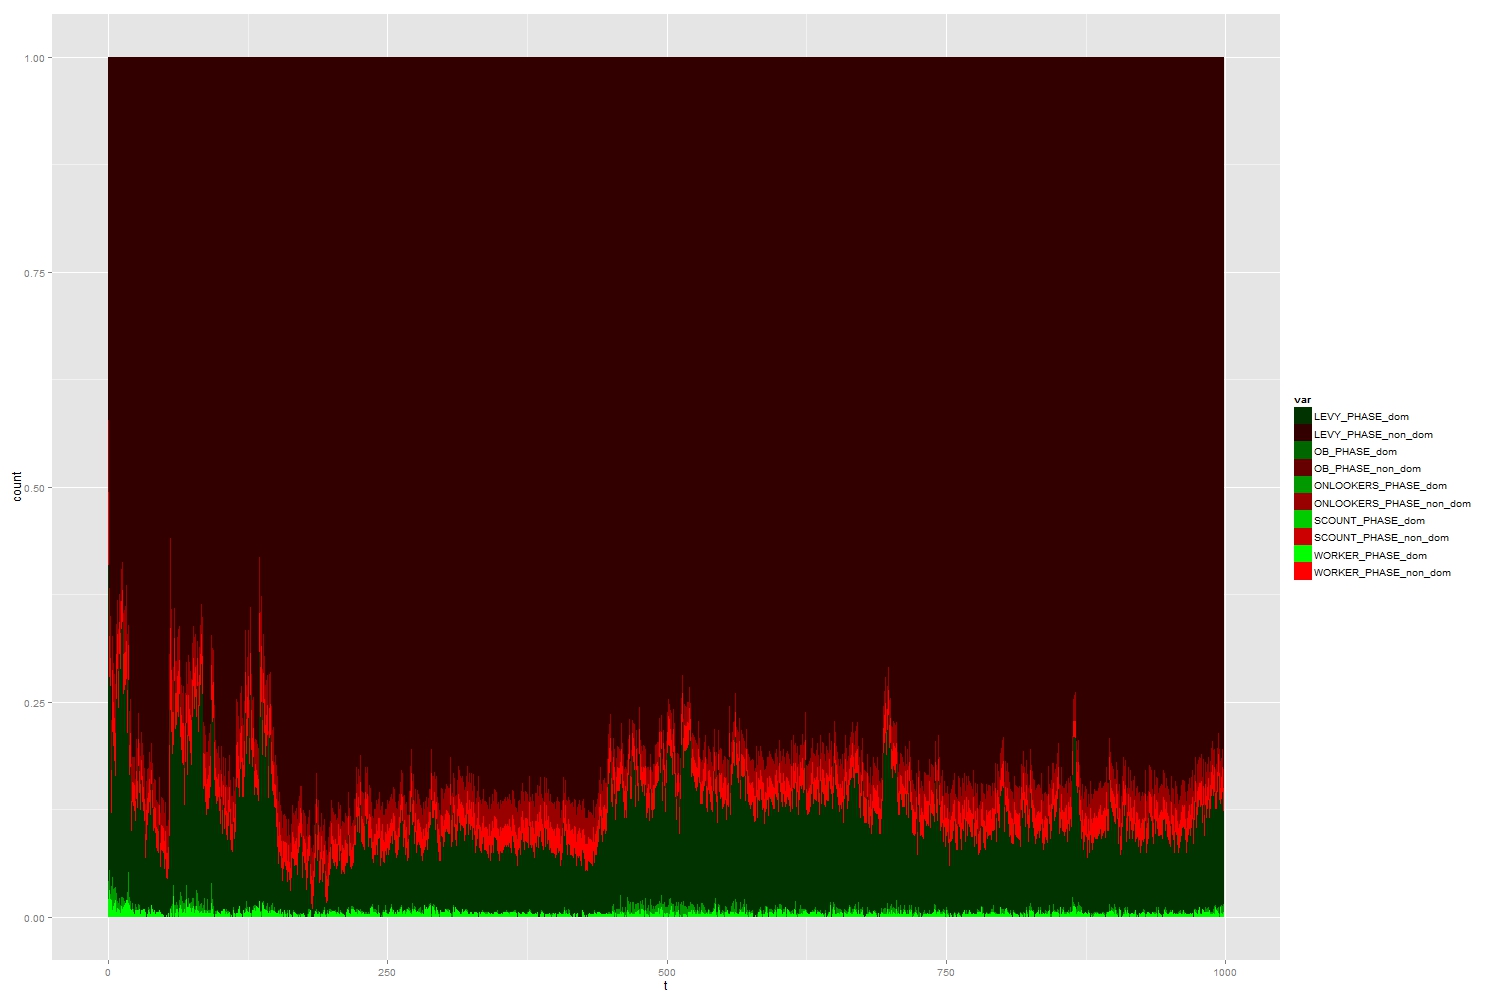 1.00
0.75
0.50
0.25
0.00
count
0
250
500
750
1000
t
var
LEVY_PHASE_dom
LEVY_PHASE_non_dom
OB_PHASE_dom
OB_PHASE_non_dom
ONLOOKERS_PHASE_dom
ONLOOKERS_PHASE_non_dom
SCOUNT_PHASE_dom
SCOUNT_PHASE_non_dom
WORKER_PHASE_dom
WORKER_PHASE_non_dom